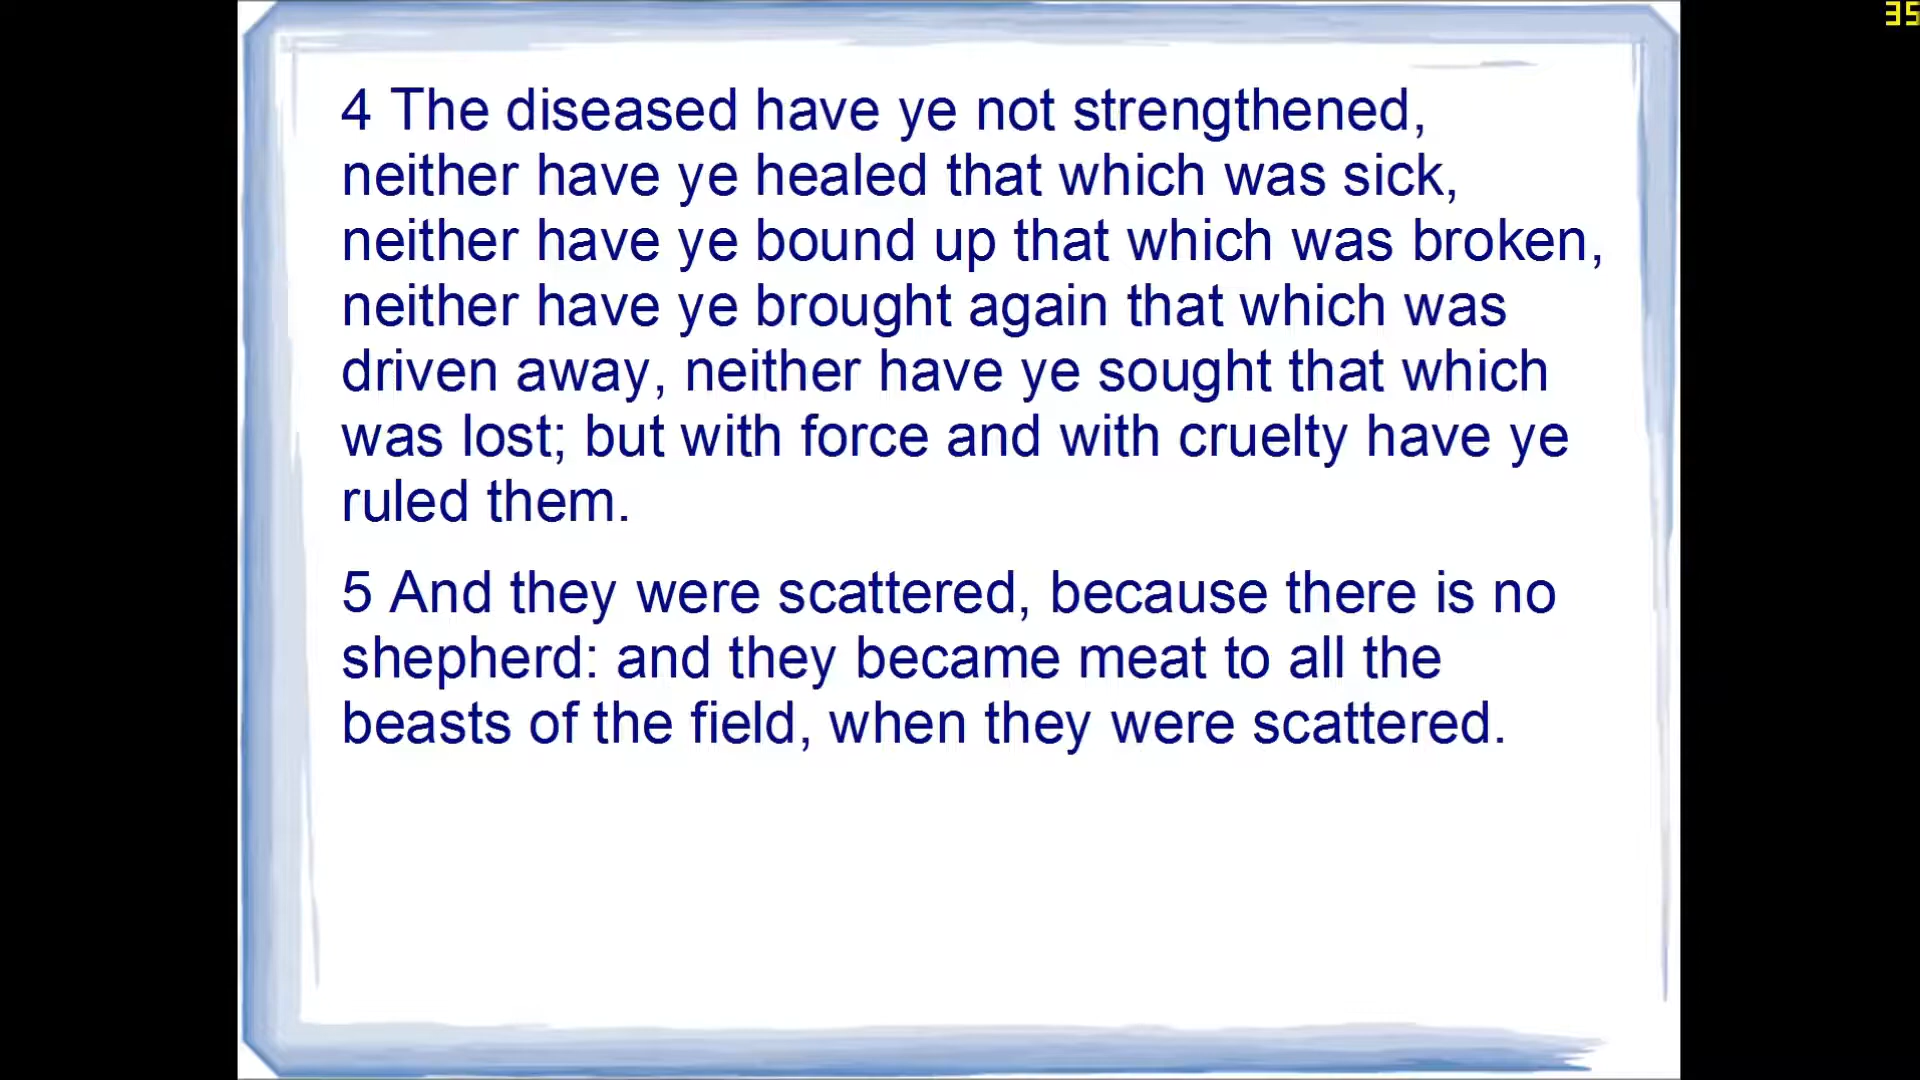 35
4 The diseased have ye not strengthened,
neither have ye healed that which was sick,
neither have ye bound up that which was broken,
neither have ye brought again that which was
driven away, neither have ye sought that which
was lost; but with force and with cruelty have ye
ruled them.
5 And they were scattered, because there is no
shepherd: and they became meat to all the
beasts of the field, when they were scattered.